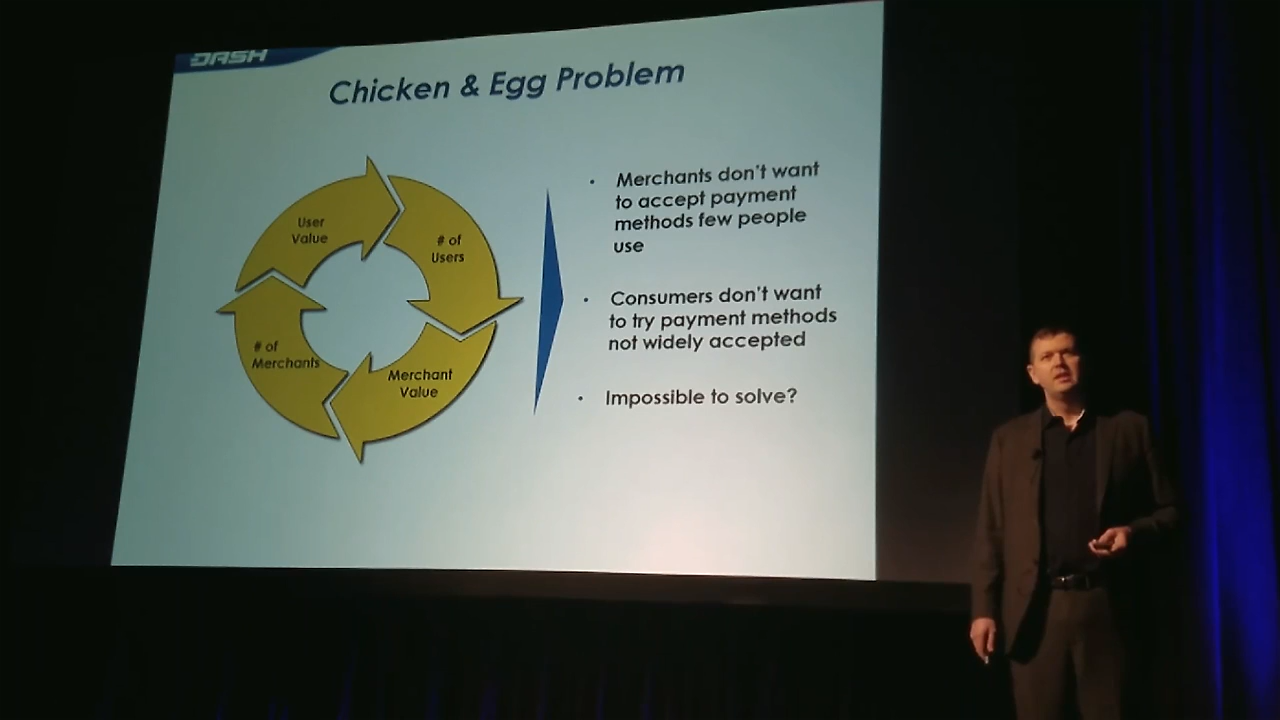 DASH
Chicken & Egg Problem
User
Value
# of
Users
# of
Merchants
Merchant
Value
• Merchants don't want
to accept payment
methods few people
use
• Consumers don't want
to try payment methods
not widely accepted
• Impossible to solve?